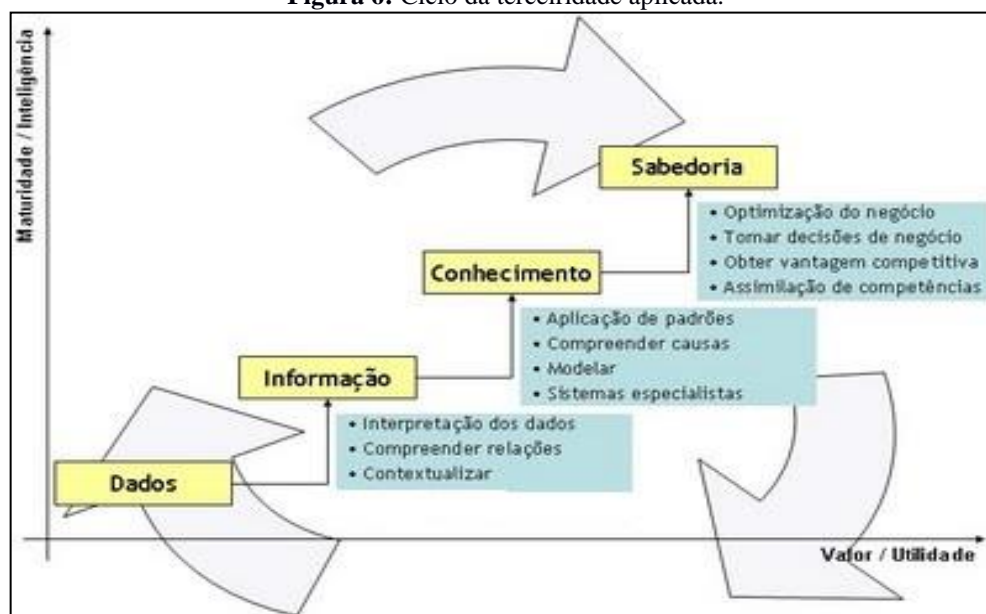 Figura 6: Ciclo da terceiridade aplicada.
Maturidade / Inteligência
Sabedoria
• Optimização do negócio
• Tomar decisões de negócio
• Obter vantagem competitiva
• Assimilação de competências
Conhecimento
• Aplicação de padrões
• Compreender causas
• Modelar
• Sistemas especialistas
Informação
• Interpretação dos dados
• Compreender relações
• Contextualizar
Dados
Valor / Utilidade